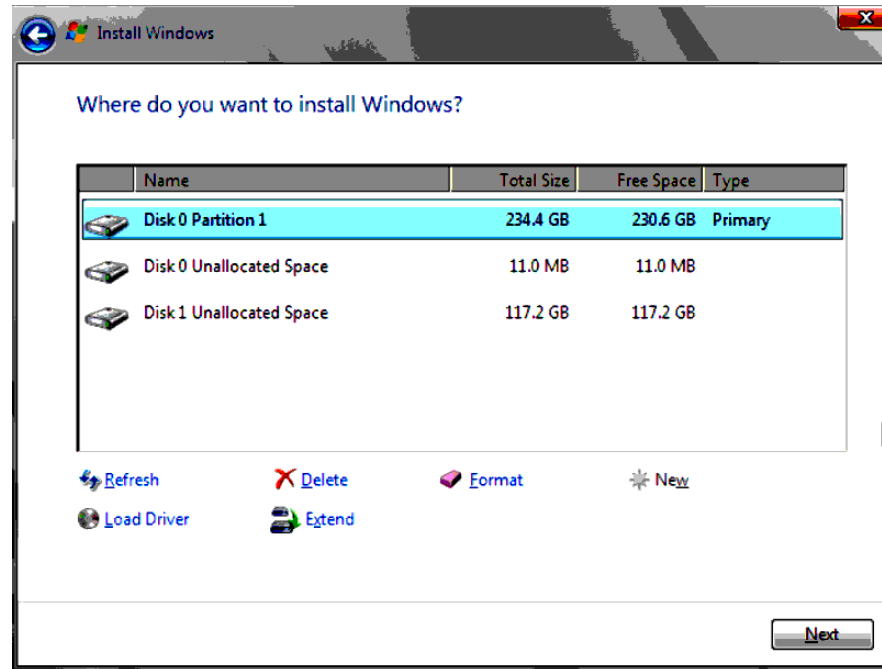 Install Windows
Where do you want to install Windows?
Name Total Size Free Space Type
Disk 0 Partition 1 234.4 GB 230.6 GB Primary
Disk 0 Unallocated Space 11.0 MB 11.0 MB
Disk 1 Unallocated Space 117.2 GB 117.2 GB
Refresh Delete Format New
Load Driver Extend
Next